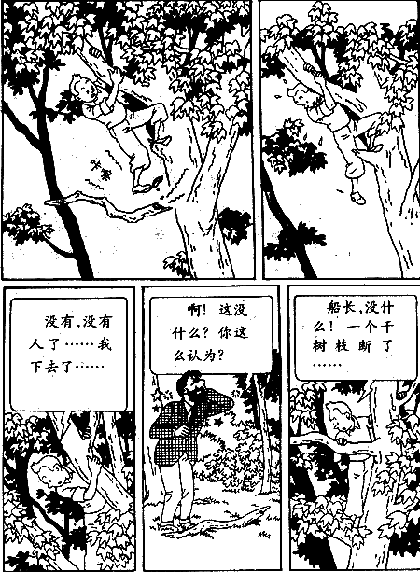 没有,没有
人了……我
下去了……
啊！这没
什么？你这
么认为？
船长,没什
么！一个干
树枝断了
……